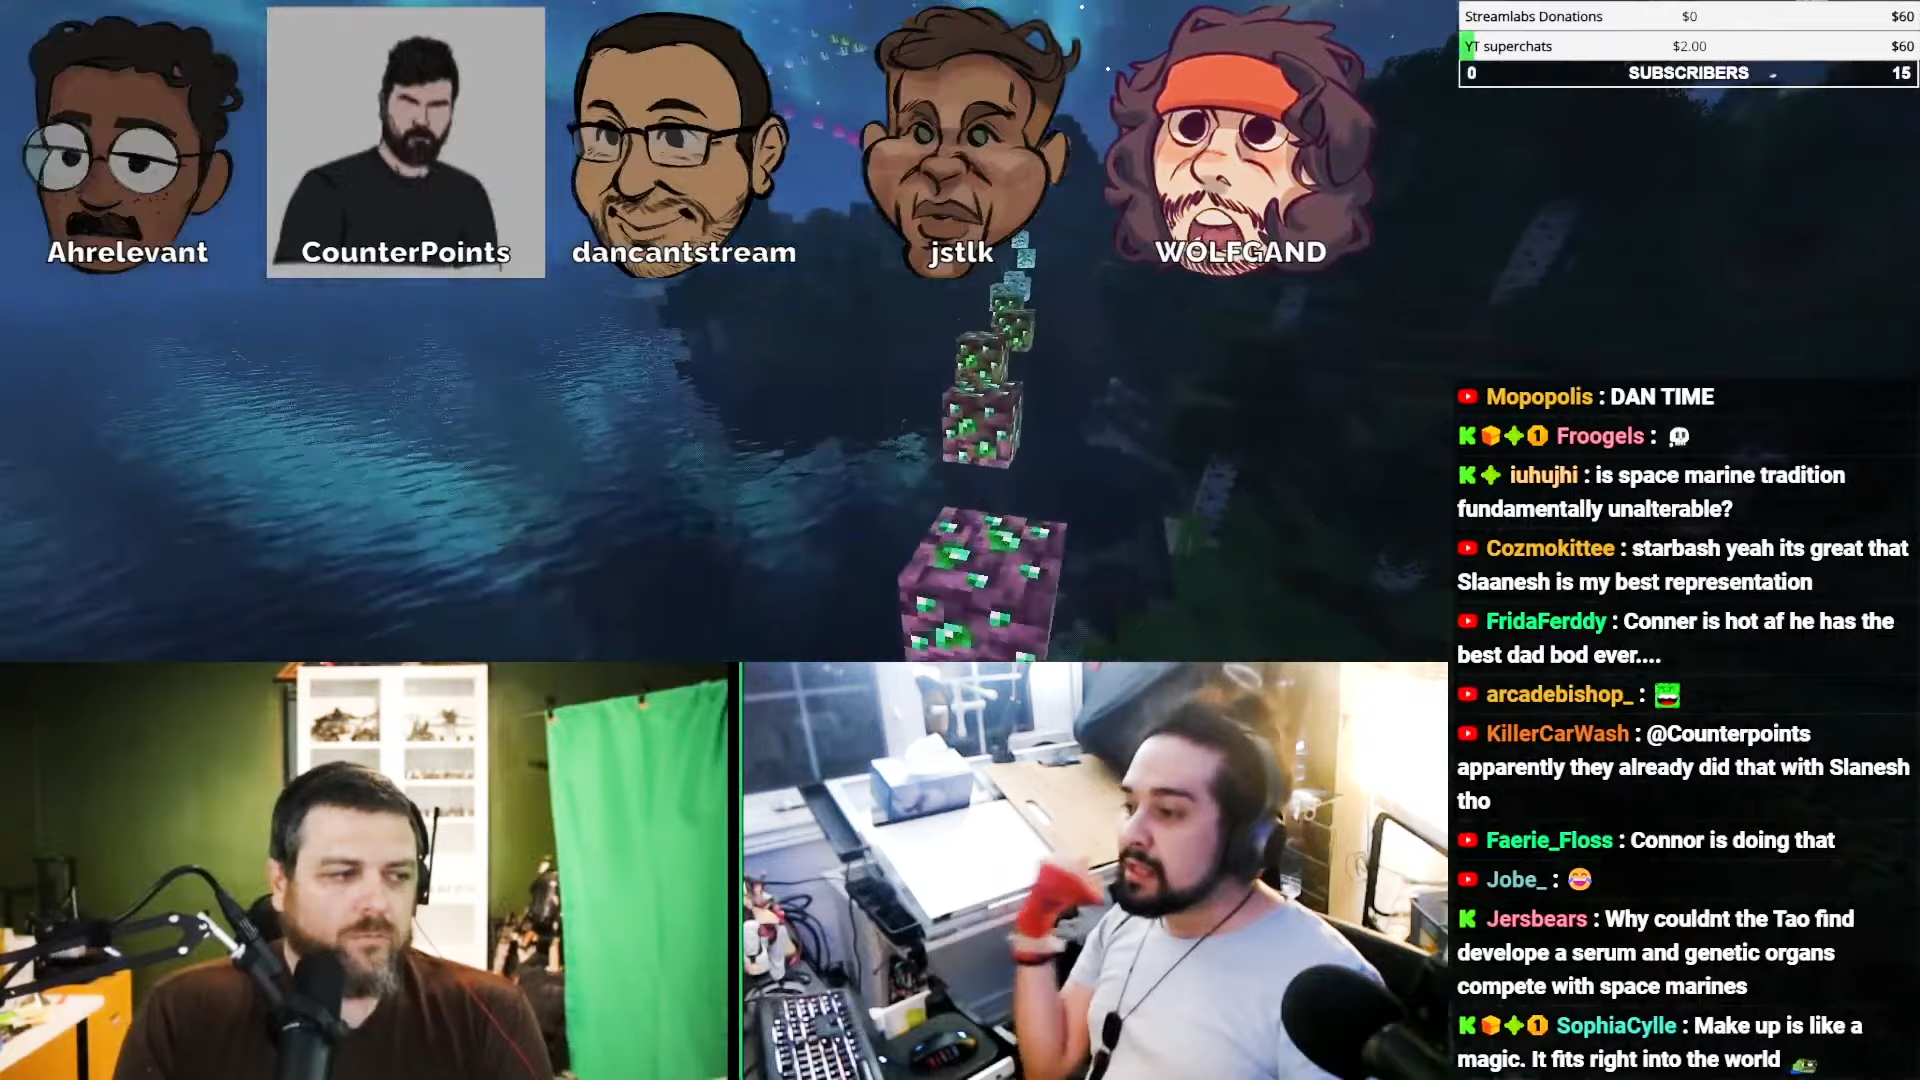 Ahrelevant
CounterPoints
dancantstream
jstlk
WOLFGAND
Streamlabs Donations $0 $60
YT superchats $2.00 $60
0 SUBSCRIBERS 15
Mopopolis : DAN TIME
Froogels :
iuhujhi : is space marine tradition
fundamentally unalterable?
Cozmokittee : starbash yeah its great that
Slaanesh is my best representation
FridaFerddy : Conner is hot af he has the
best dad bod ever....
arcadebishop_ :
KillerCarWash : @Counterpoints
apparently they already did that with Slanesh
tho
Faerie_Floss : Connor is doing that
Jobe_ : 😂
Jersbears : Why couldnt the Tao find
develope a serum and genetic organs
compete with space marines
SophiaCylle : Make up is like a
magic. It fits right into the world